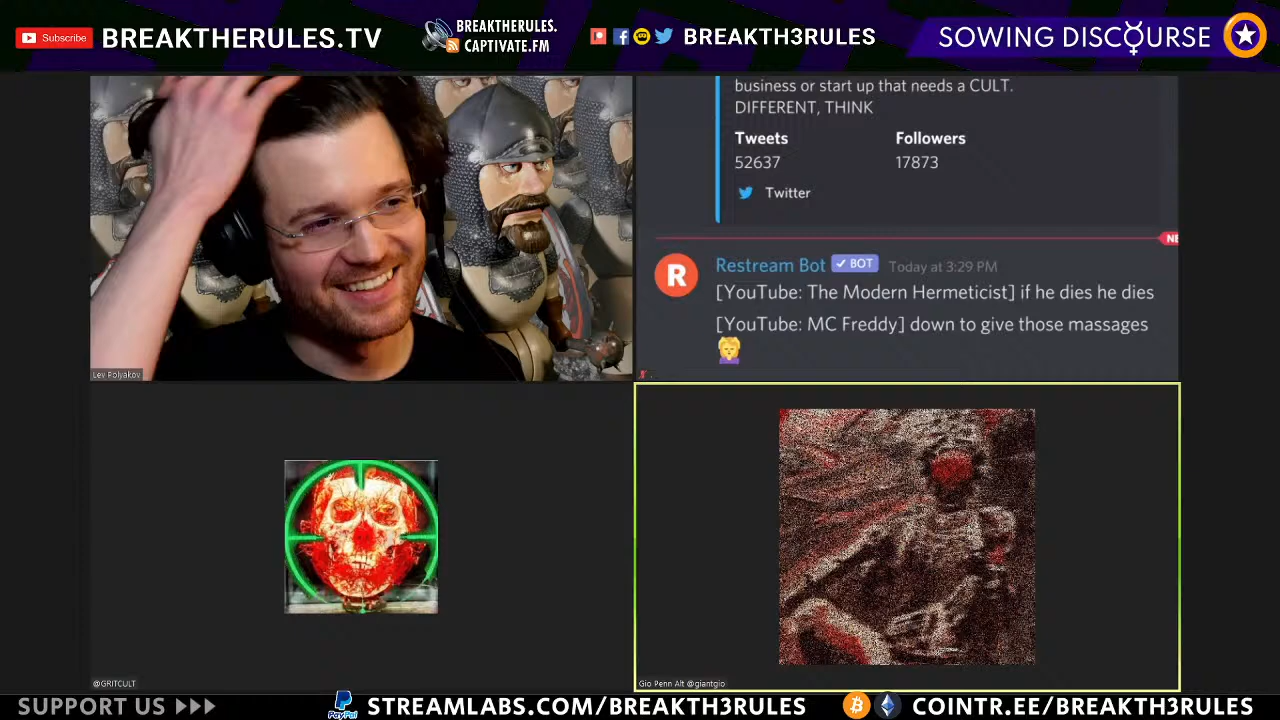 Subscribe BREAKTHERULES.TV
BREAKTHERULES.
CAPTIVATE.FM
BREAKTH3RULES
SOWING DISCOURSE
business or start up that needs a CULT.
DIFFERENT, THINK
Tweets Followers
52637 17873
Twitter
NE
R
Restream Bot BOT Today at 3:29 PM
[YouTube: The Modern Hermeticist] if he dies he dies
[YouTube: MC Freddy] down to give those massages
Lev Polyakov
@GRITCULT
Gio Penn Alt @giantgio
SUPPORT US
PayPal
STREAMLABS.COM/BREAKTH3RULES
COINTR.EE/BREAKTH3RULES